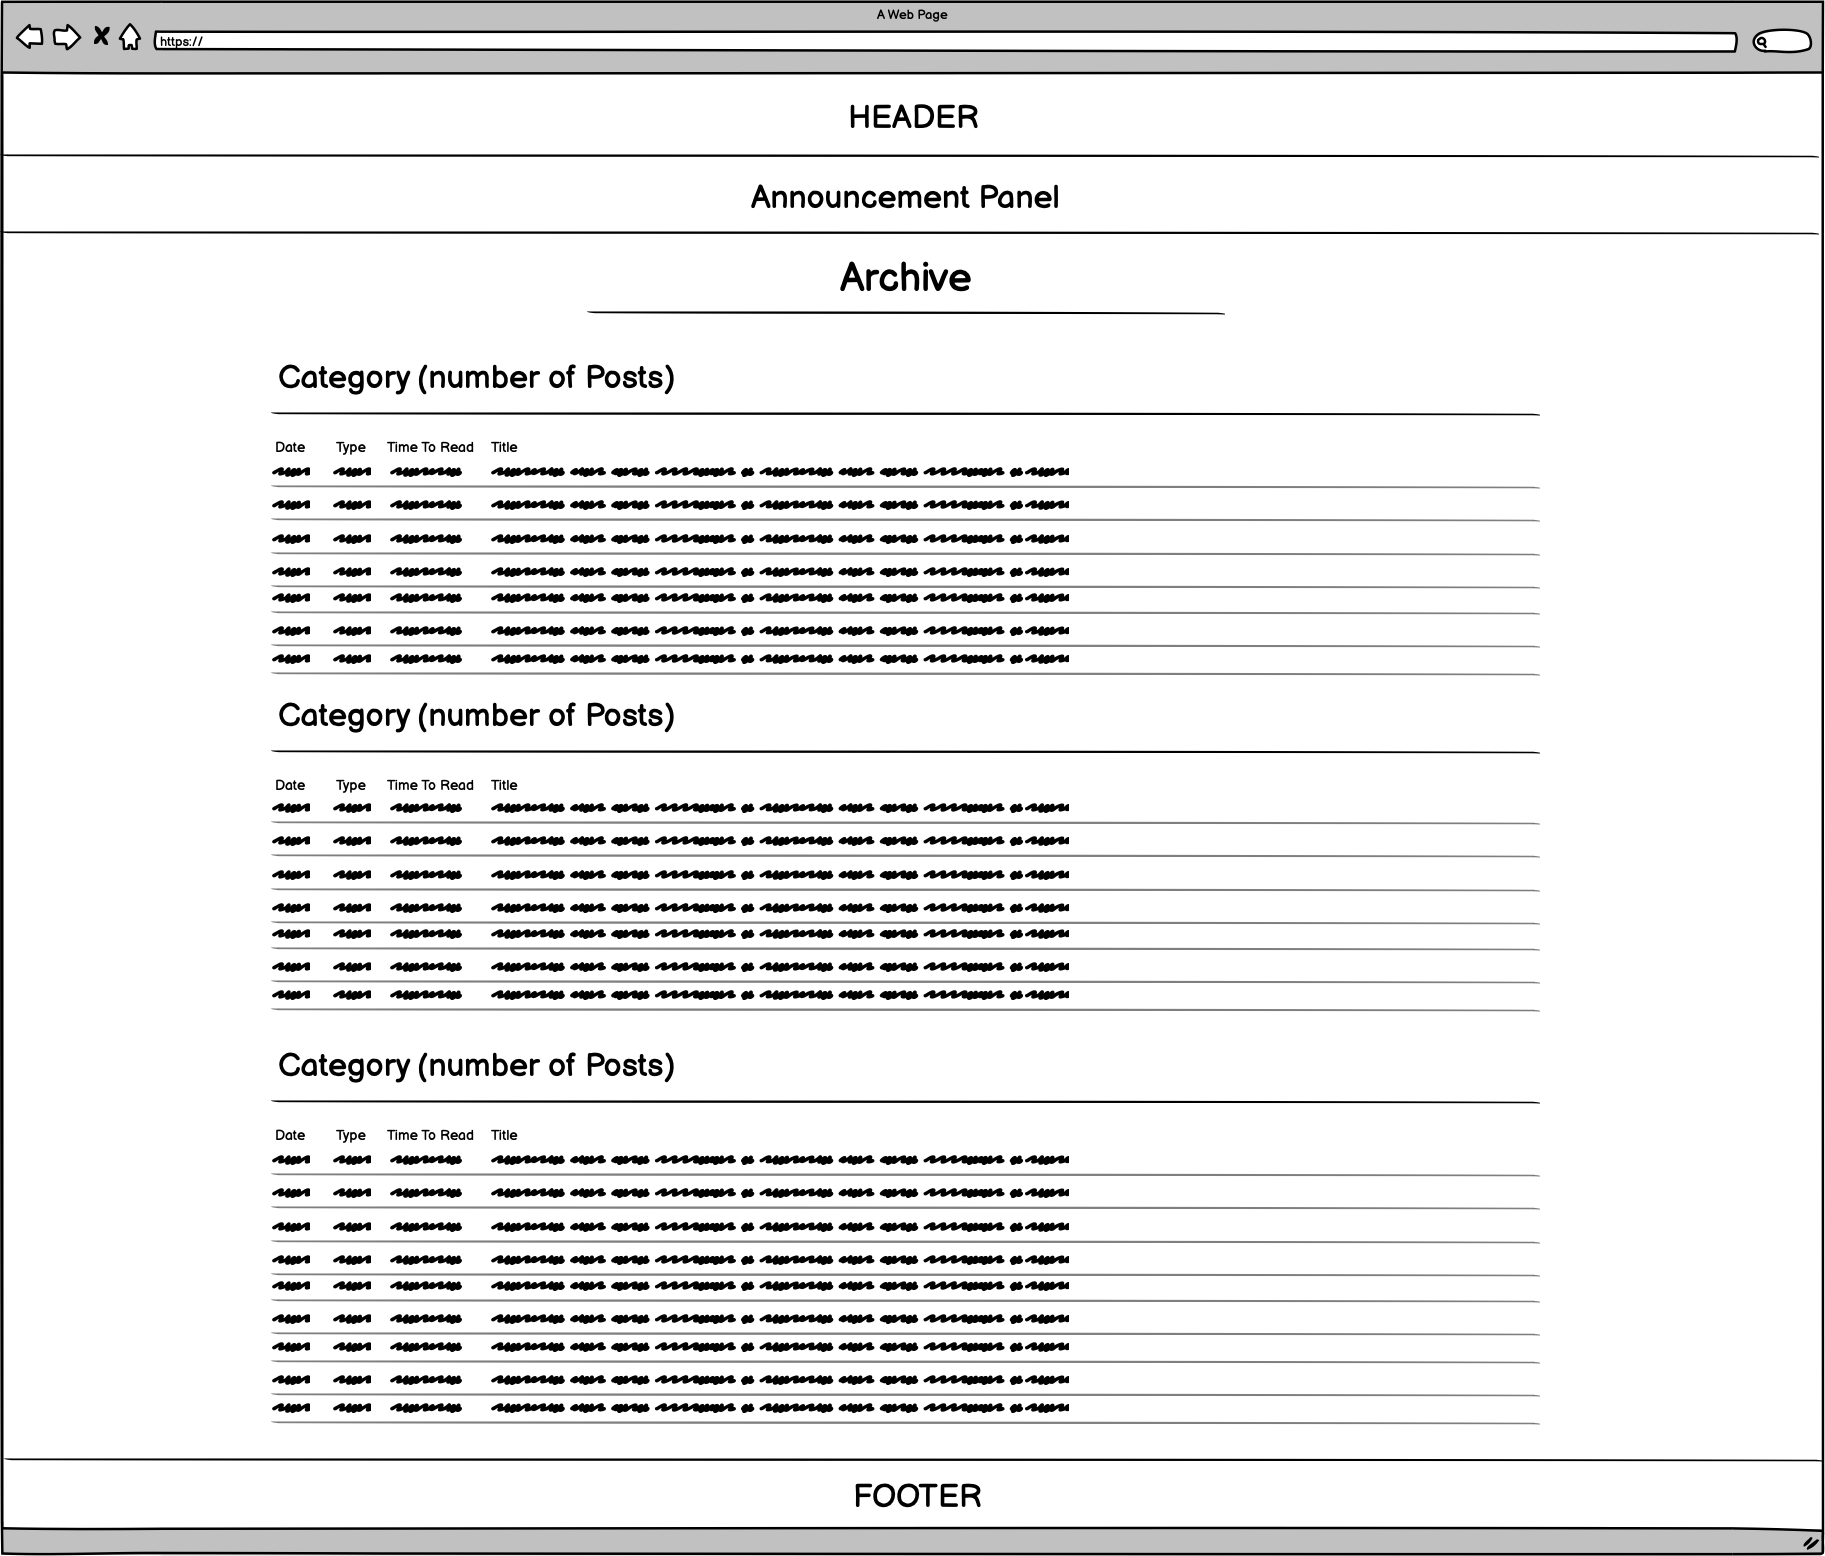 A Web Page
https://
HEADER
Announcement Panel
Archive
Category (number of Posts)
Date Type Time To Read Title
Category (number of Posts)
Date Type Time To Read Title
Category (number of Posts)
Date Type Time To Read Title
FOOTER